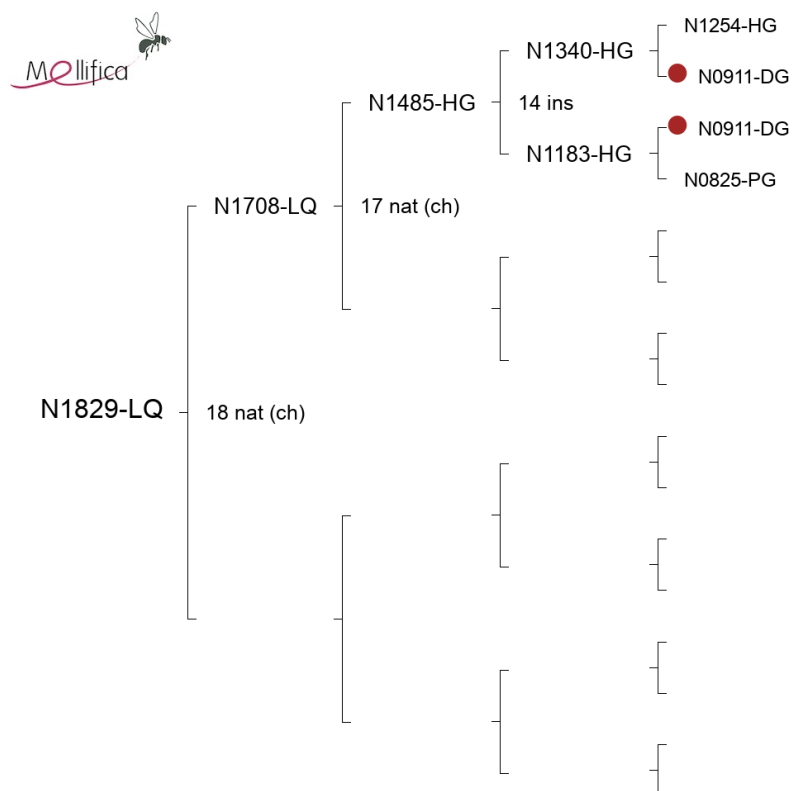 Mellifica
N1254-HG
N1340-HG
N0911-DG
N1485-HG
14 ins
N0911-DG
N1183-HG
N0825-PG
N1708-LQ
17 nat (ch)
N1829-LQ
18 nat (ch)